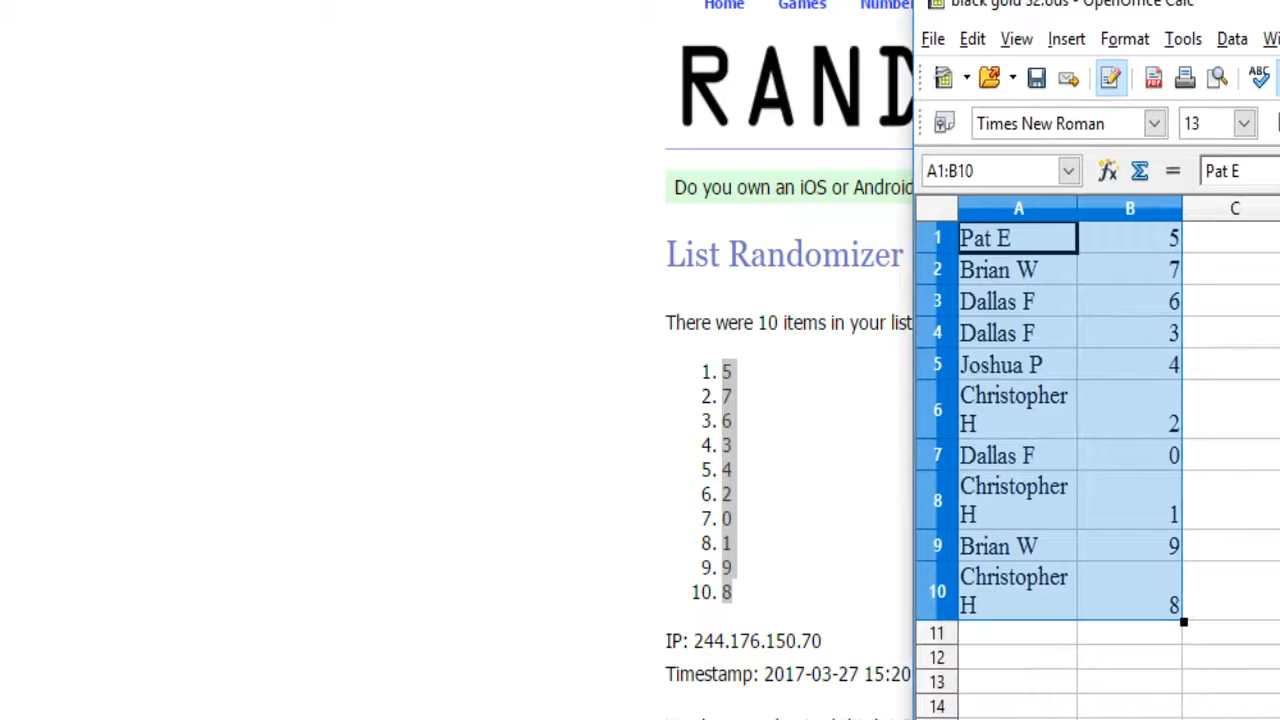 Home Games Number
RAND
Do you own an iOS or Android
List Randomizer
There were 10 items in your list
1. 5
2. 7
3. 6
4. 3
5. 4
6. 2
7. 0
8. 1
9. 9
10. 8
IP: 244.176.150.70
Timestamp: 2017-03-27 15:20
black gold 32.ods - OpenOffice Calc
File Edit View Insert Format Tools Data Wi
PDF ABC
Times New Roman 13
A1:B10 fx Σ = Pat E
A B C
1 Pat E 5
2 Brian W 7
3 Dallas F 6
4 Dallas F 3
5 Joshua P 4
6 Christopher
H 2
7 Dallas F 0
8 Christopher
H 1
9 Brian W 9
10 Christopher
H 8
11
12
13
14